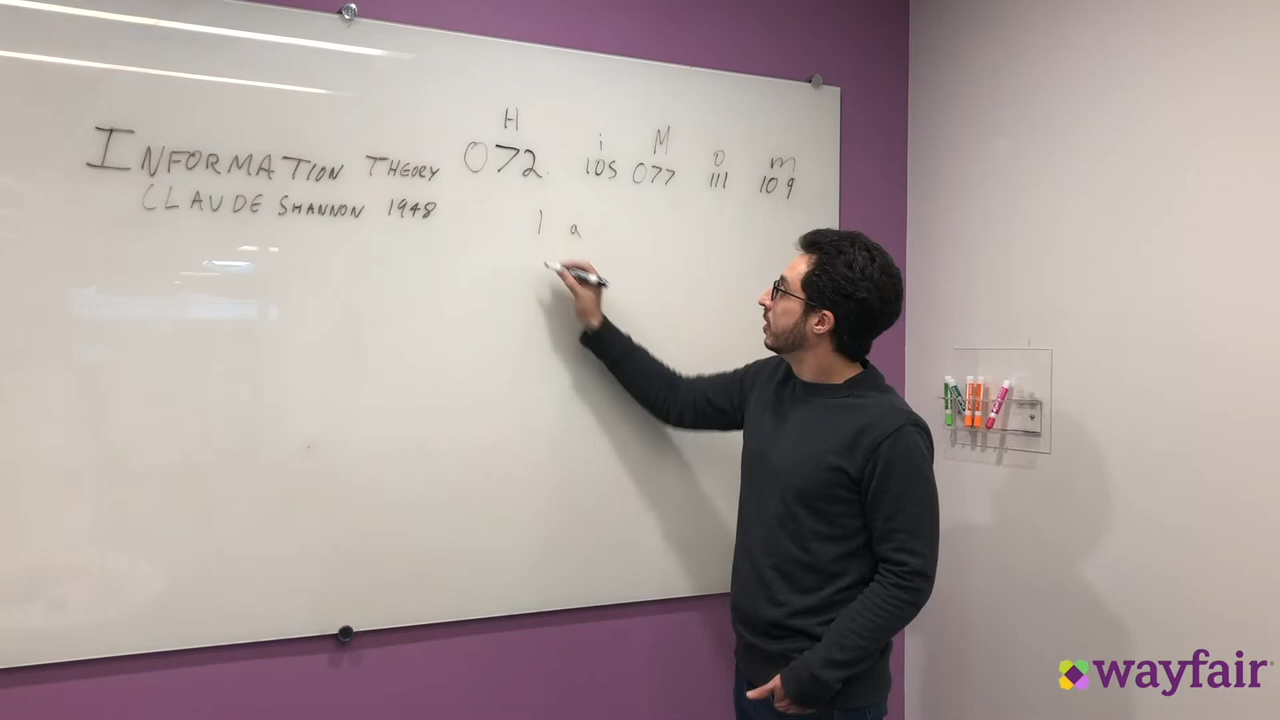 INFORMATION THEORY
CLAUDE SHANNON 1948
H i M o m
072 105 077 111 109
1 a
wayfair